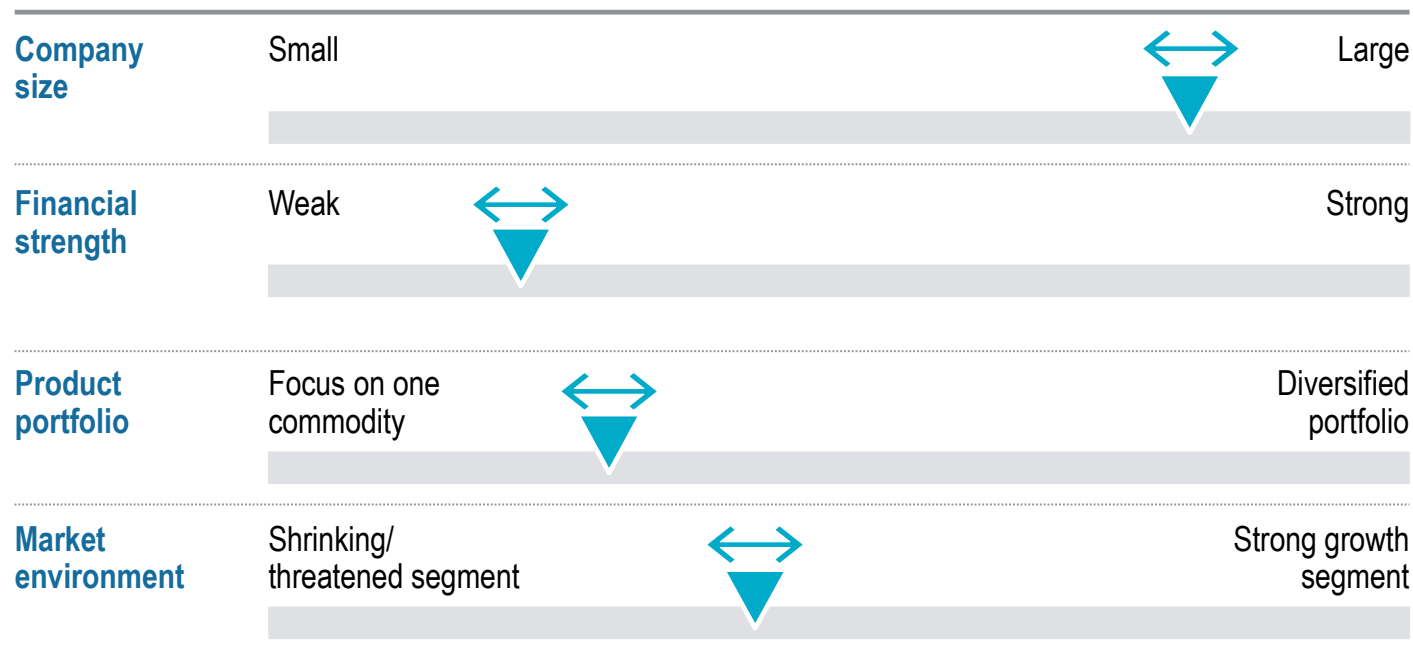 Company
size
Small
Large
Financial
strength
Weak
Strong
Product
portfolio
Focus on one
commodity
Diversified
portfolio
Market
environment
Shrinking/
threatened segment
Strong growth
segment